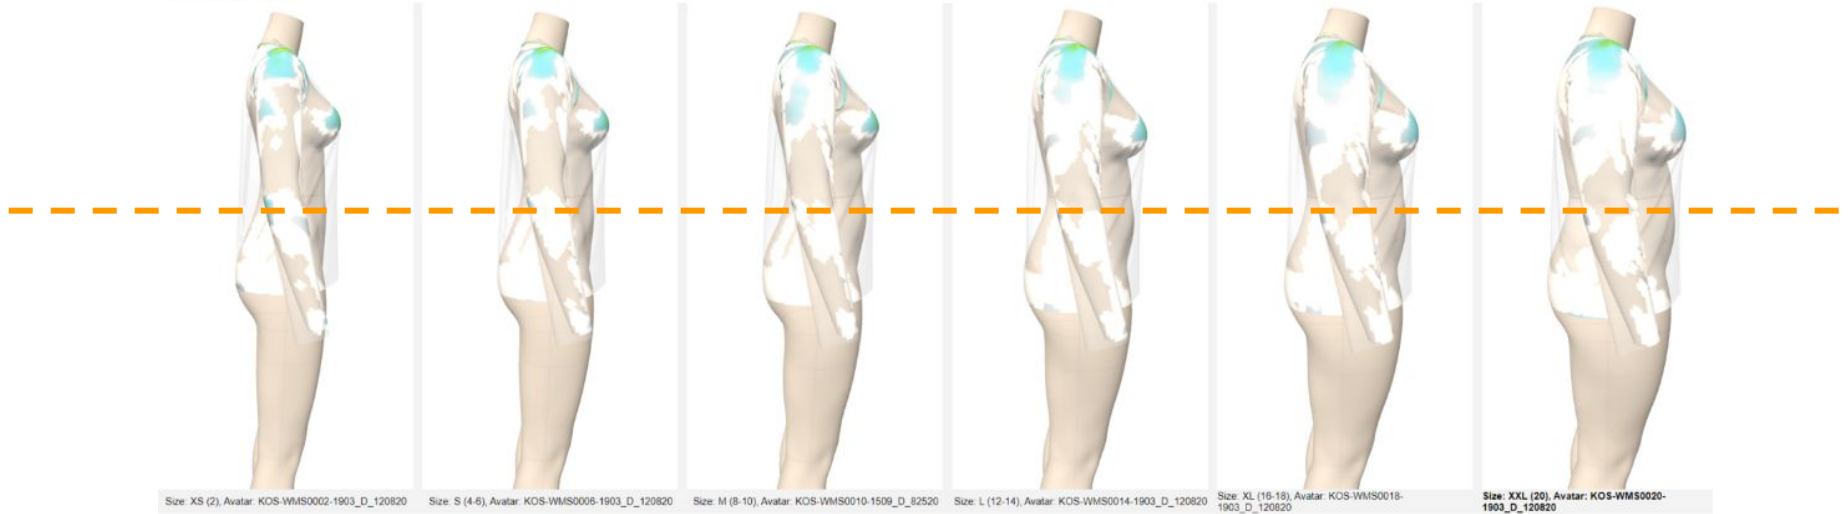 Size: XS (2), Avatar: KOS-WMS0002-1903_D_120820
Size: S (4-6), Avatar: KOS-WMS0006-1903_D_120820
Size: M (8-10), Avatar: KOS-WMS0010-1509_D_82520
Size: L (12-14), Avatar: KOS-WMS0014-1903_D_120820
Size: XL (16-18), Avatar: KOS-WMS0018-
1903_D_120820
Size: XXL (20), Avatar: KOS-WMS0020-
1903_D_120820